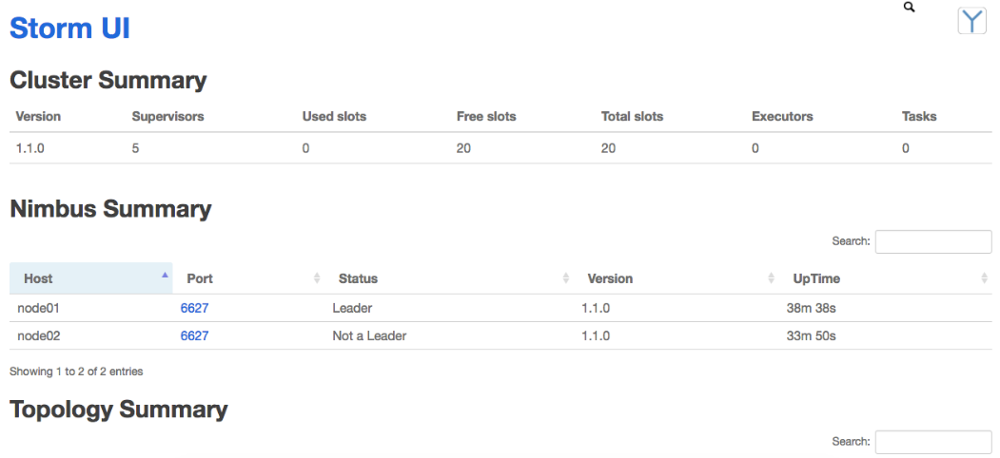 Storm UI
Cluster Summary
Version Supervisors Used slots Free slots Total slots Executors Tasks
1.1.0 5 0 20 20 0 0
Nimbus Summary
Search:
Host Port Status Version UpTime
node01 6627 Leader 1.1.0 38m 38s
node02 6627 Not a Leader 1.1.0 33m 50s
Showing 1 to 2 of 2 entries
Topology Summary
Search: